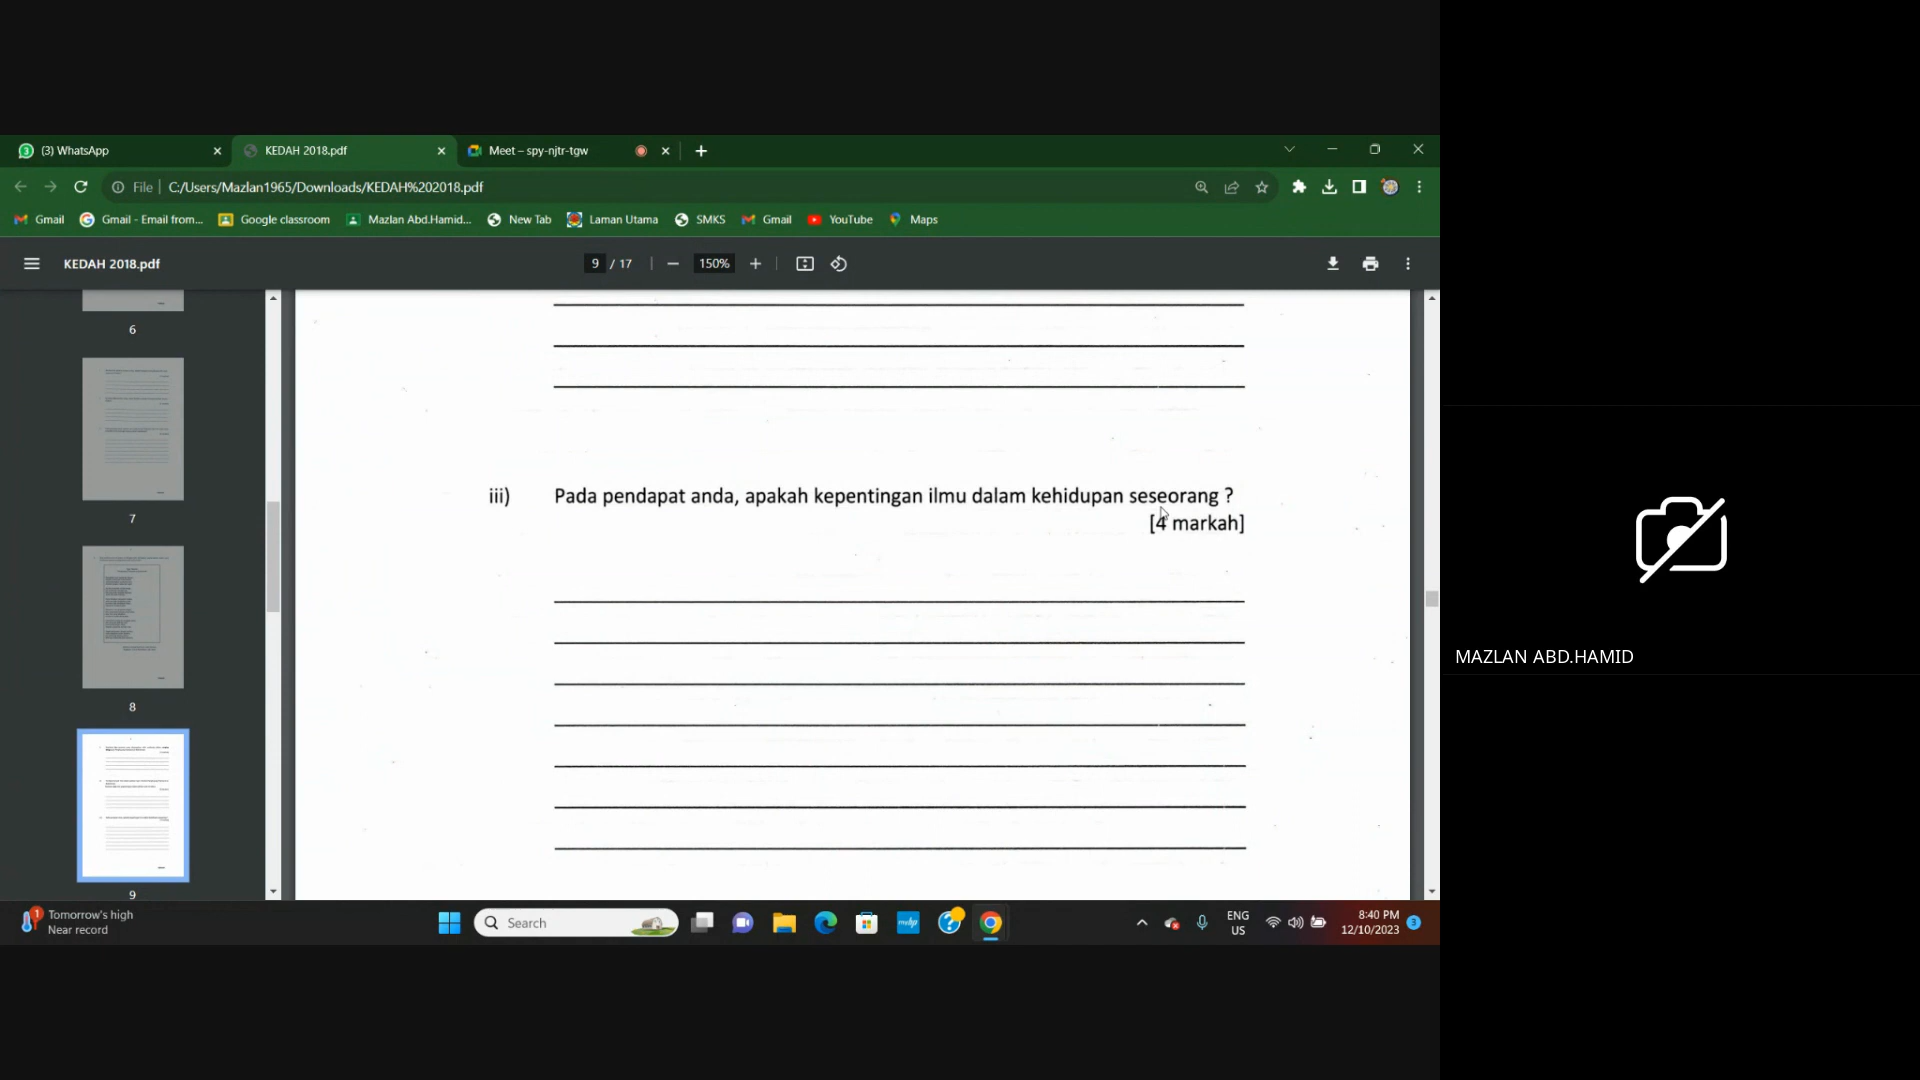 3
(3) WhatsApp
KEDAH 2018.pdf
Meet – spy-njtr-tgw
File
C:/Users/Mazlan1965/Downloads/KEDAH%202018.pdf
Gmail
Gmail - Email from...
Google classroom
Mazlan Abd.Hamid...
New Tab
Laman Utama
SMKS
Gmail
YouTube
Maps
KEDAH 2018.pdf
9 / 17
150%
6
7
8
9
iii) Pada pendapat anda, apakah kepentingan ilmu dalam kehidupan seseorang ?
[4 markah]
MAZLAN ABD.HAMID
1
Tomorrow's high
Near record
Search
ENG
US
8:40 PM
12/10/2023
3